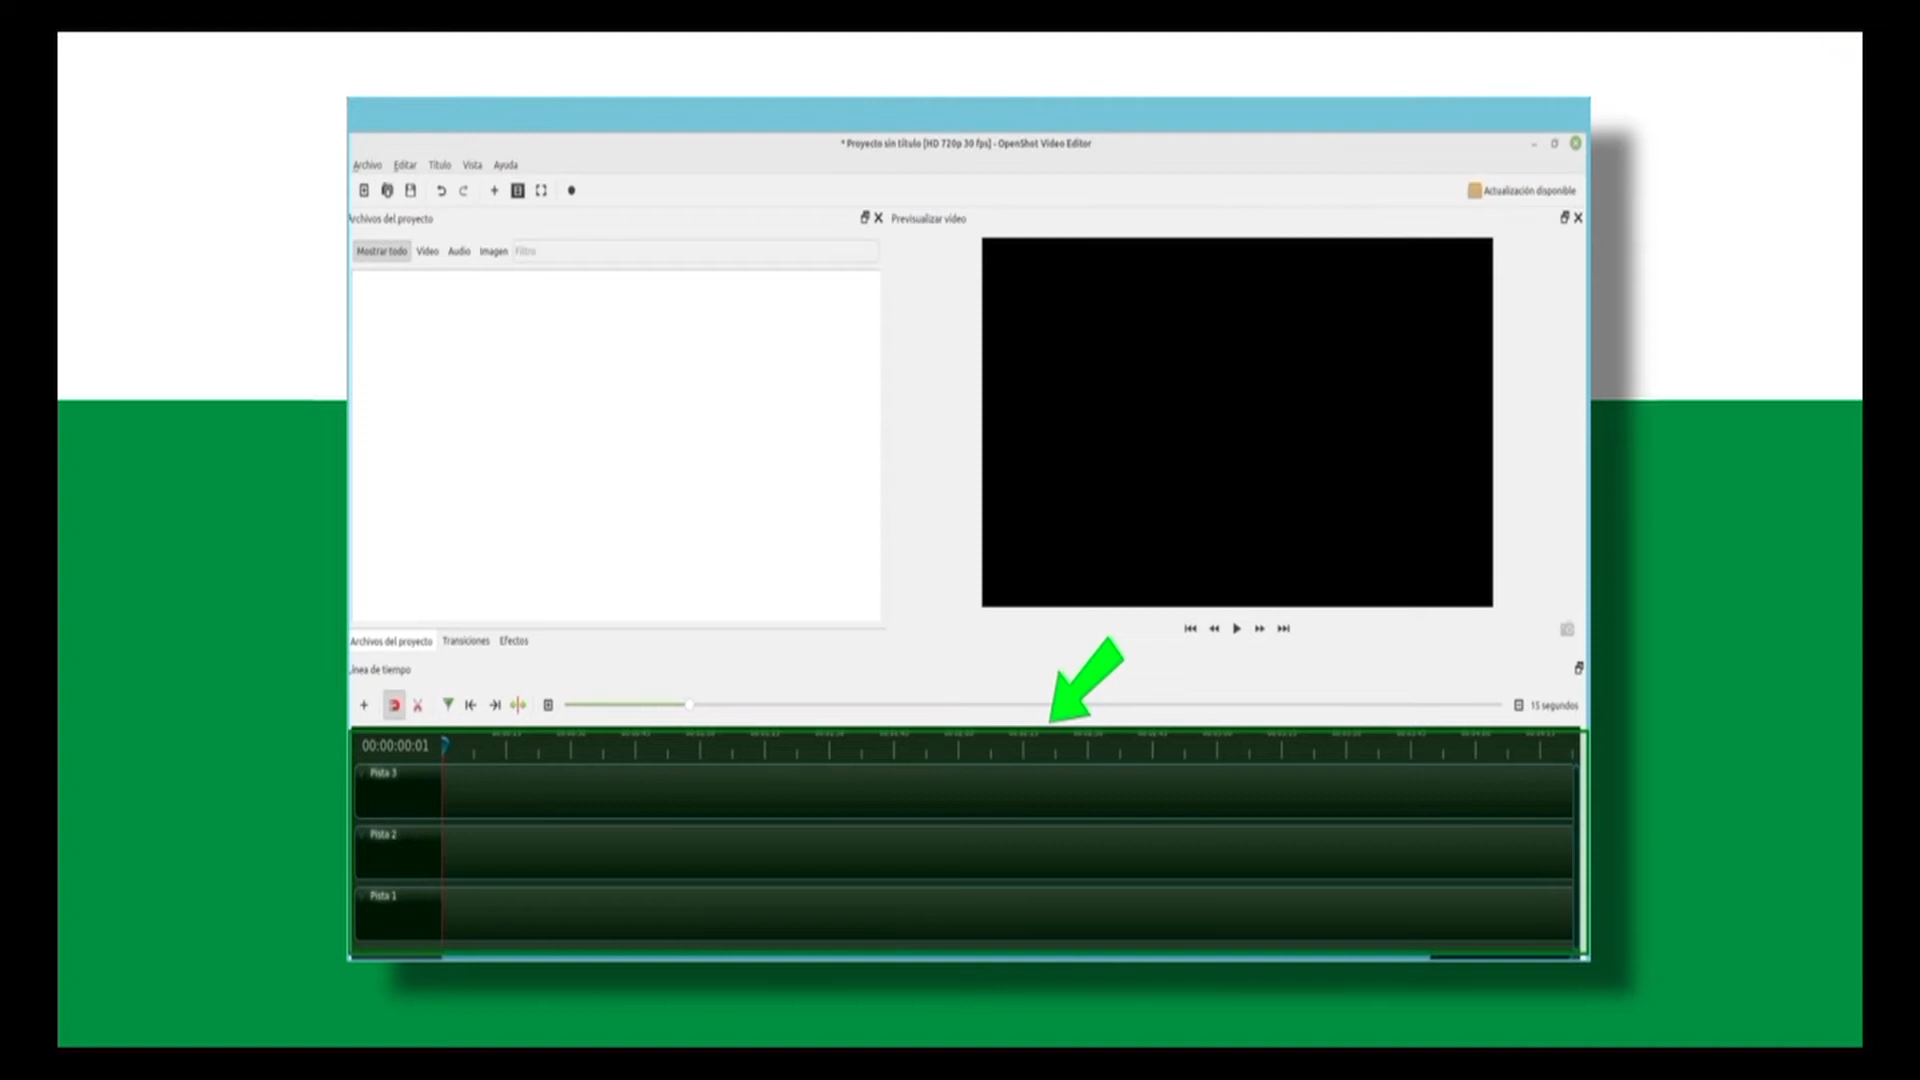 * Proyecto sin título [HD 720p 30 fps] - OpenShot Video Editor
Archivo Editar Título Vista Ayuda
Actualización disponible
Archivos del proyecto
Previsualizar vídeo
Mostrar todo Vídeo Audio Imagen Filtro
Archivos del proyecto Transiciones Efectos
Línea de tiempo
15 segundos
00:00:00:01
Pista 3
Pista 2
Pista 1